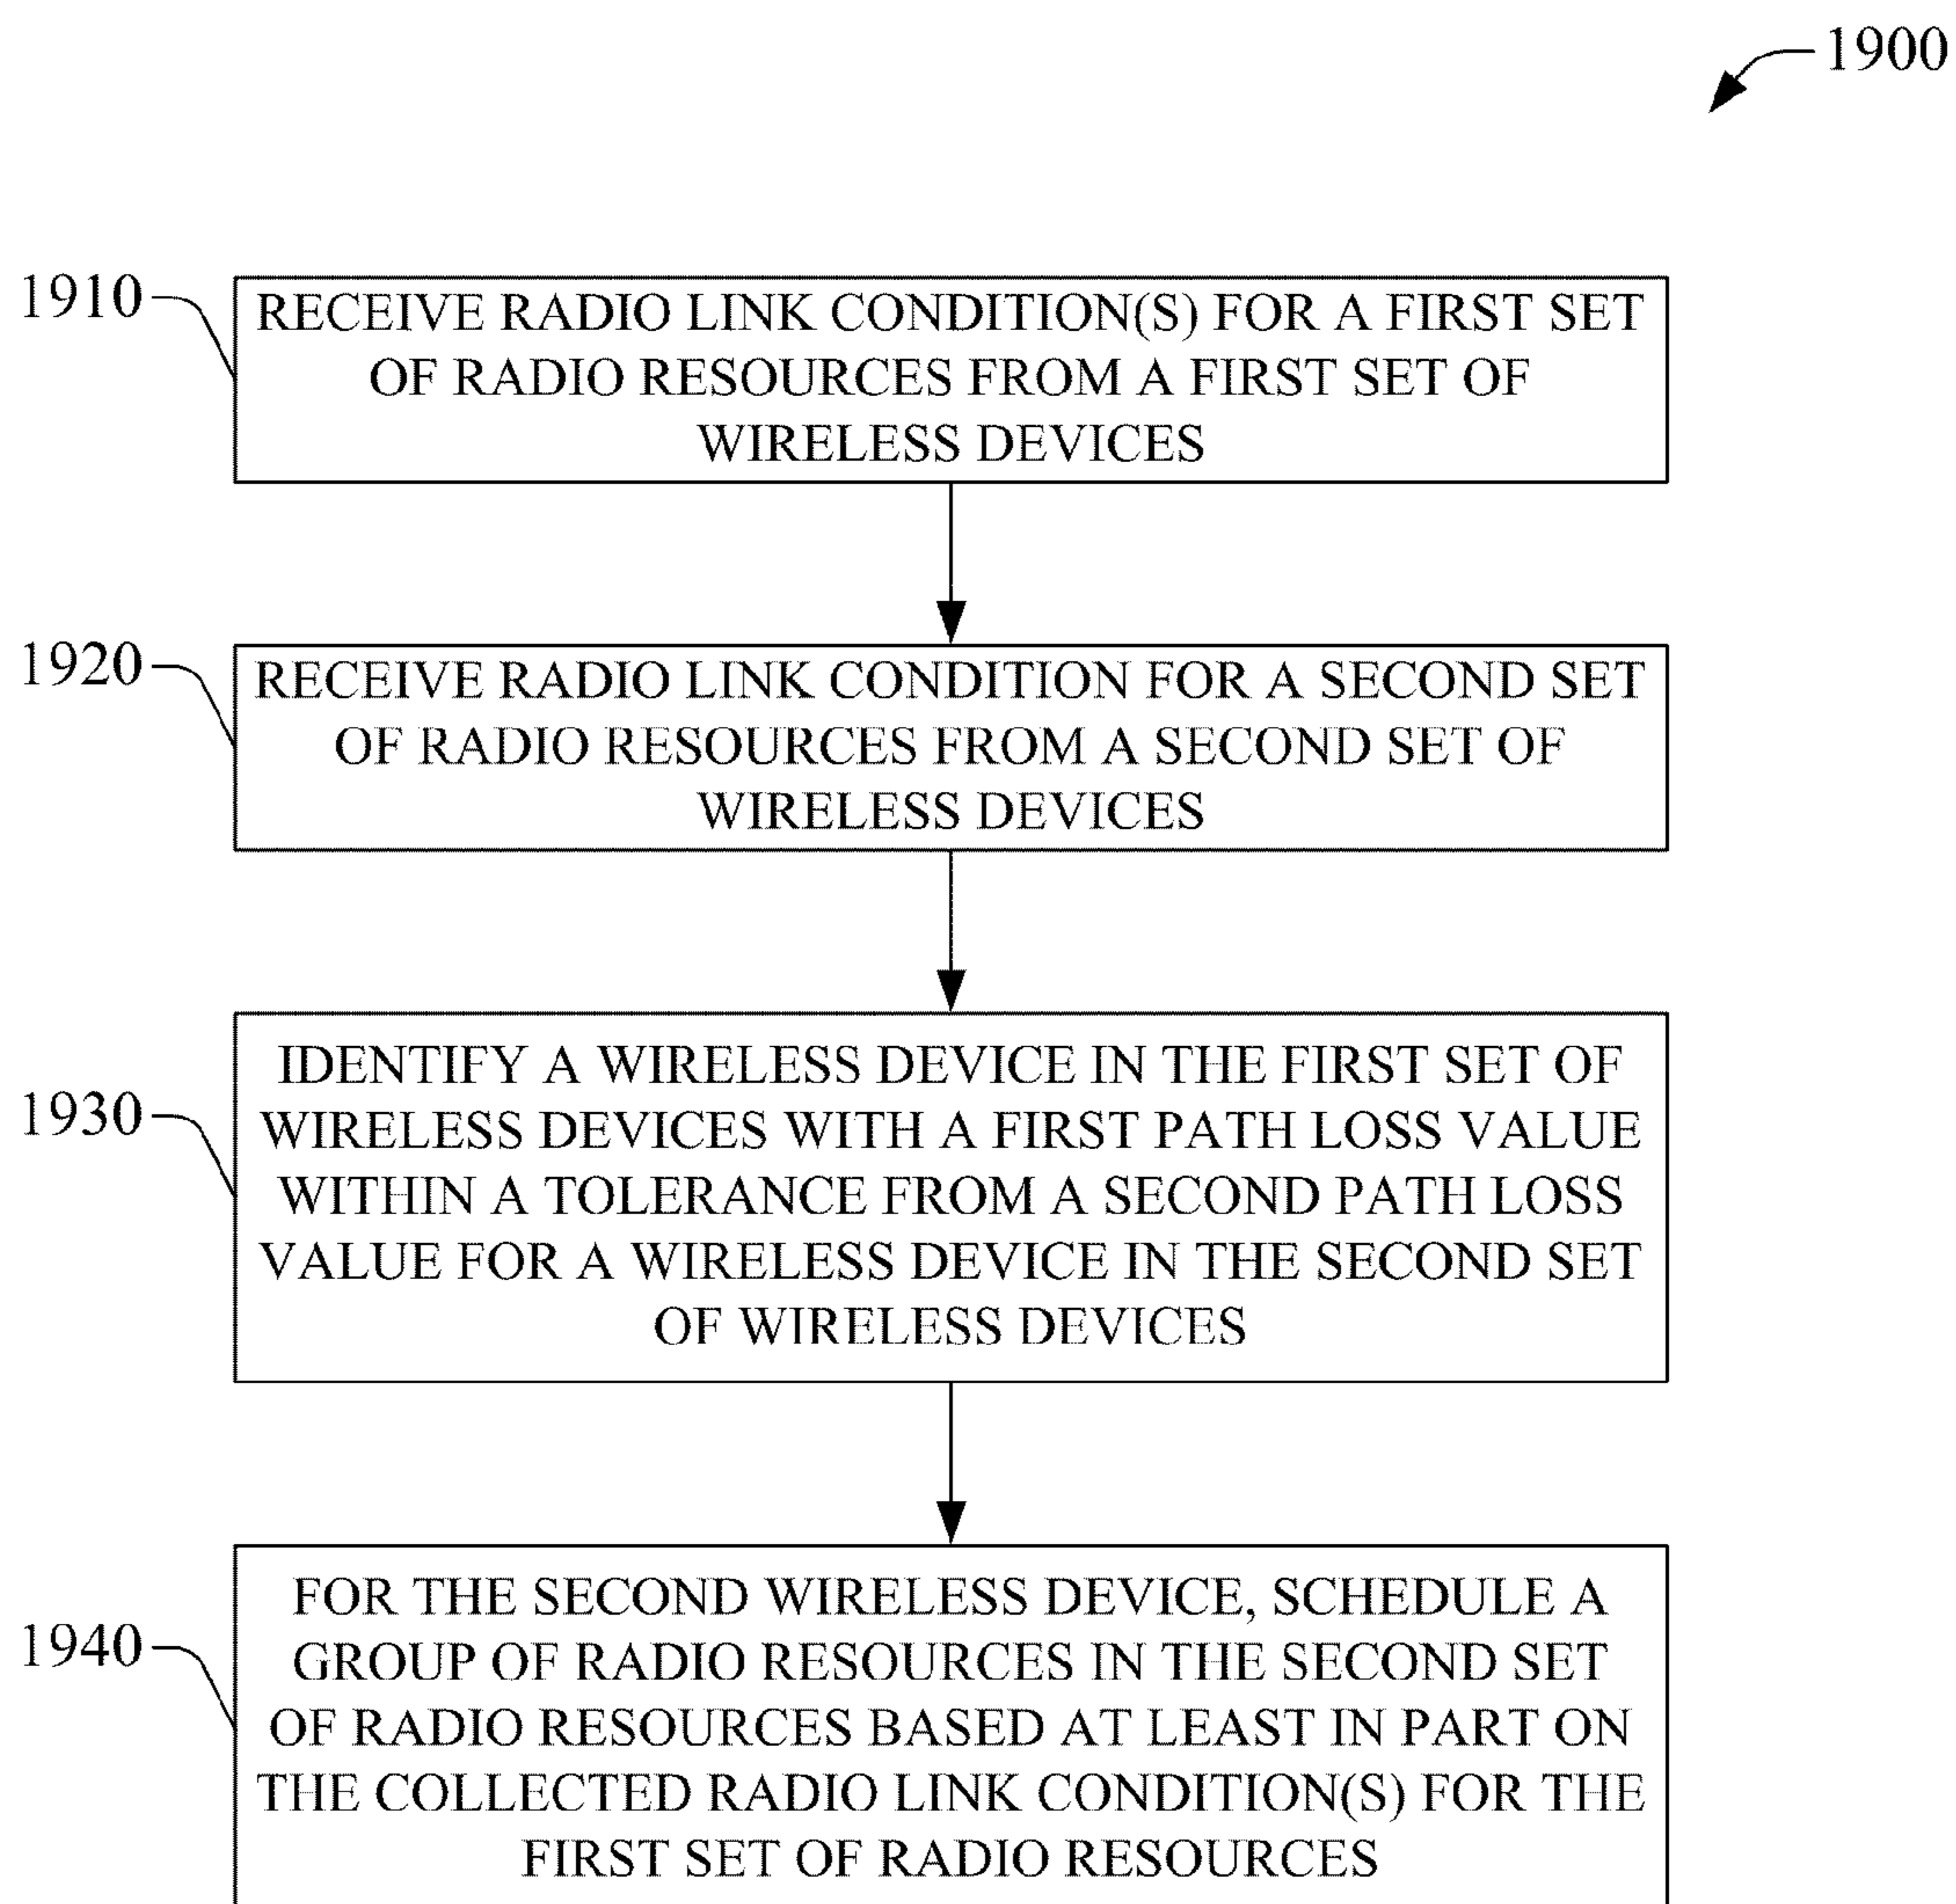 1900
1910
RECEIVE RADIO LINK CONDITION(S) FOR A FIRST SET
OF RADIO RESOURCES FROM A FIRST SET OF
WIRELESS DEVICES
1920
RECEIVE RADIO LINK CONDITION FOR A SECOND SET
OF RADIO RESOURCES FROM A SECOND SET OF
WIRELESS DEVICES
1930
IDENTIFY A WIRELESS DEVICE IN THE FIRST SET OF
WIRELESS DEVICES WITH A FIRST PATH LOSS VALUE
WITHIN A TOLERANCE FROM A SECOND PATH LOSS
VALUE FOR A WIRELESS DEVICE IN THE SECOND SET
OF WIRELESS DEVICES
1940
FOR THE SECOND WIRELESS DEVICE, SCHEDULE A
GROUP OF RADIO RESOURCES IN THE SECOND SET
OF RADIO RESOURCES BASED AT LEAST IN PART ON
THE COLLECTED RADIO LINK CONDITION(S) FOR THE
FIRST SET OF RADIO RESOURCES